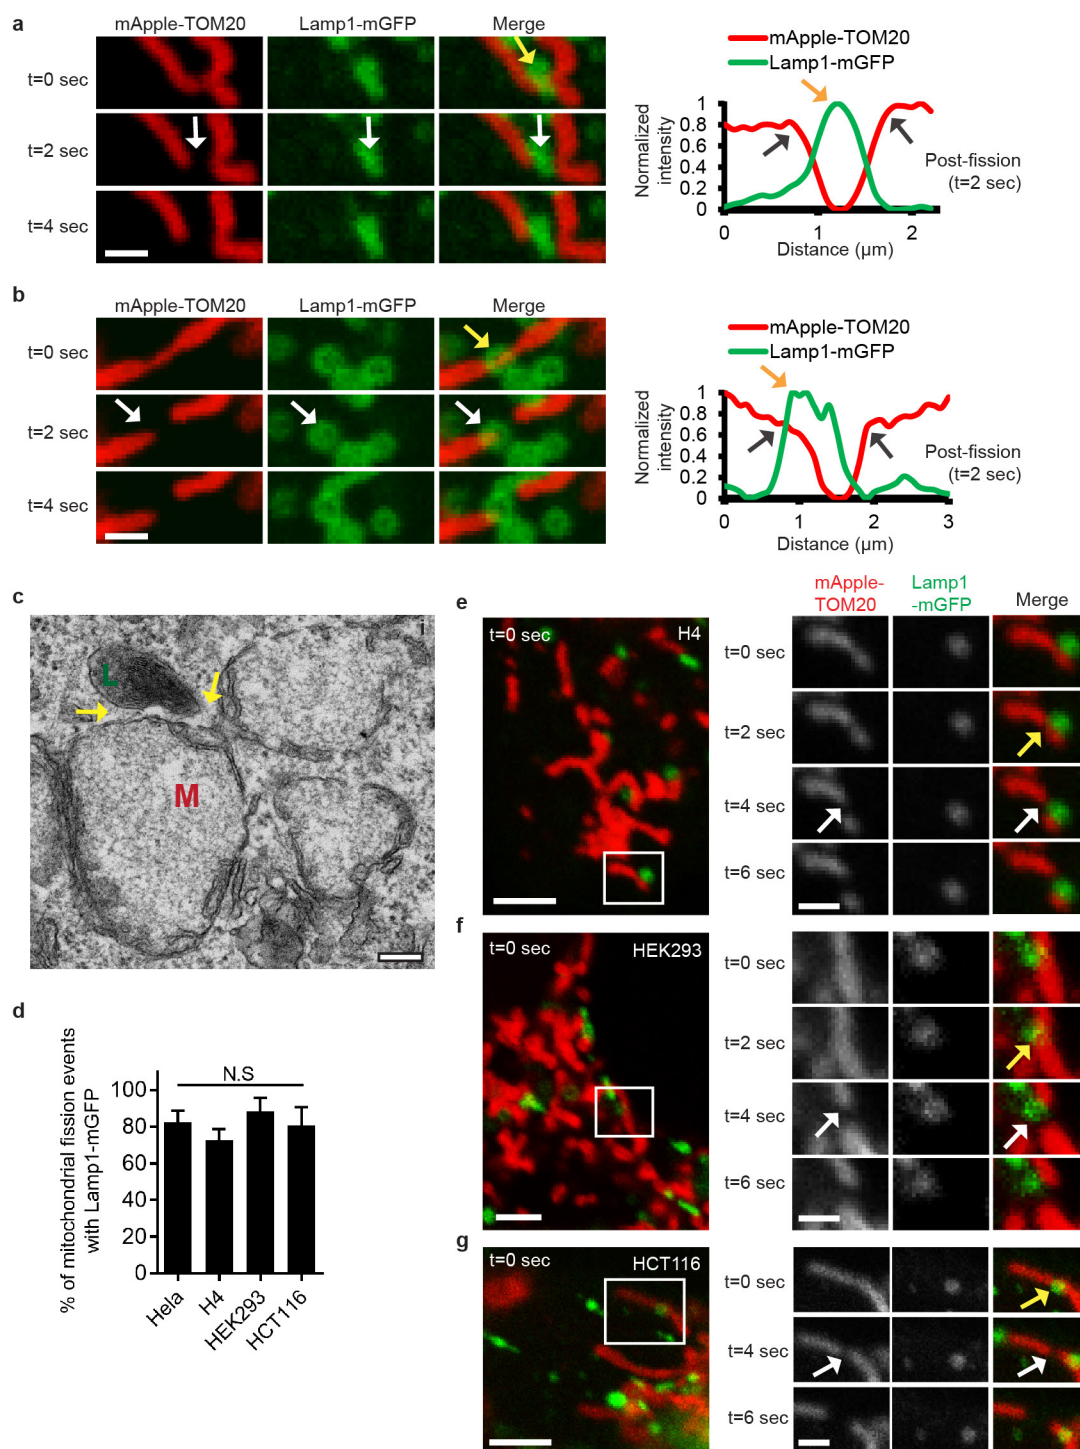 a
mApple-TOM20 Lamp1-mGFP Merge
t=0 sec
t=2 sec
t=4 sec
mApple-TOM20
Lamp1-mGFP
Normalized
intensity
1
0.8
0.6
0.4
0.2
0
Post-fission
(t=2 sec)
0 1 2
Distance (µm)
b
mApple-TOM20 Lamp1-mGFP Merge
t=0 sec
t=2 sec
t=4 sec
mApple-TOM20
Lamp1-mGFP
Normalized
intensity
1
0.8
0.6
0.4
0.2
0
Post-fission
(t=2 sec)
0 1 2 3
Distance (µm)
c
i
L
M
d
% of mitochondrial fission events
with Lamp1-mGFP
N.S
100
80
60
40
20
0
Hela
H4
HEK293
HCT116
e
t=0 sec H4
mApple-
TOM20
Lamp1
-mGFP
Merge
t=0 sec
t=2 sec
t=4 sec
t=6 sec
f
t=0 sec HEK293
t=0 sec
t=2 sec
t=4 sec
t=6 sec
g
t=0 sec HCT116
t=0 sec
t=4 sec
t=6 sec